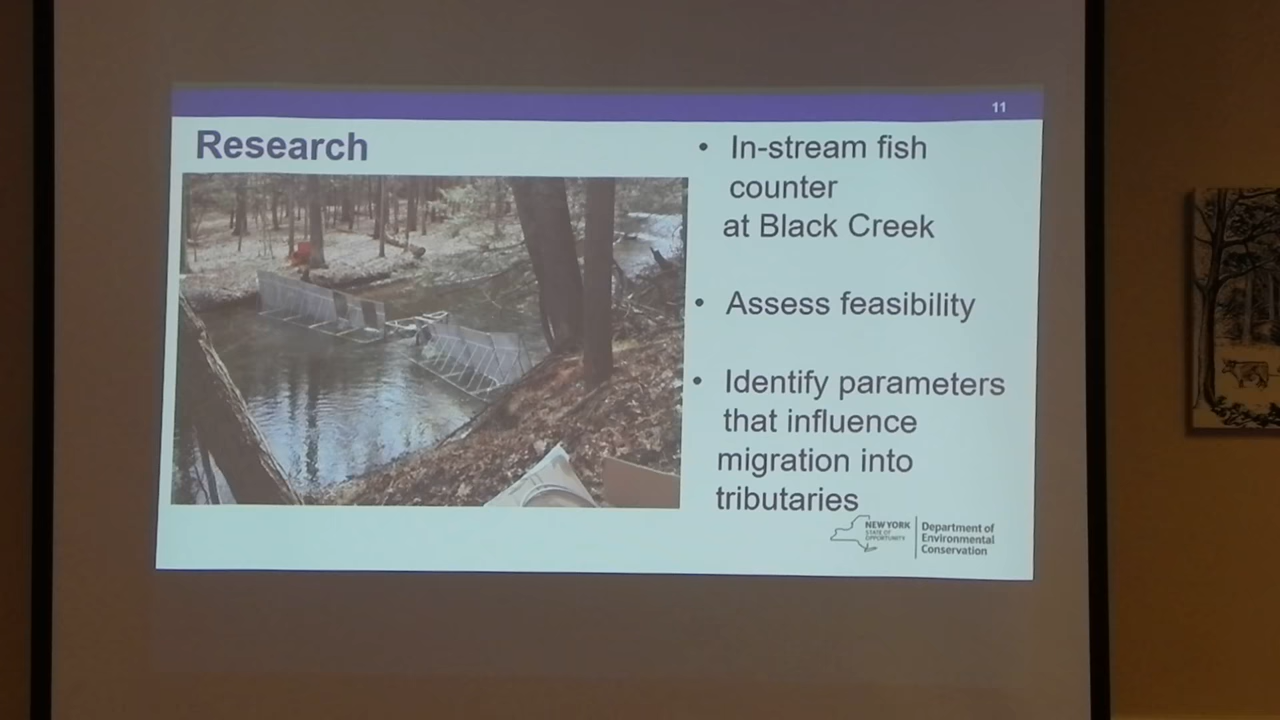 11
Research
• In-stream fish
counter
at Black Creek
• Assess feasibility
• Identify parameters
that influence
migration into
tributaries
NEW YORK
STATE OF
OPPORTUNITY
Department of
Environmental
Conservation